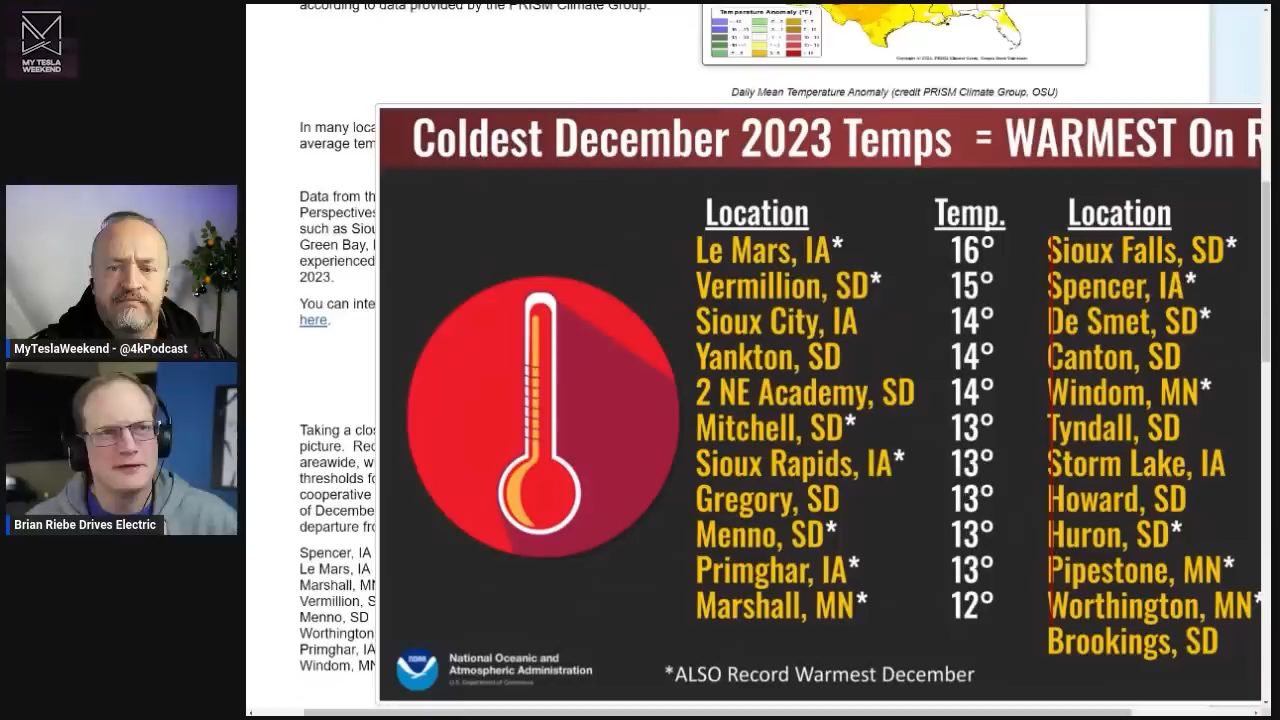 according to data provided by the PRISM Climate Group.
Temperature Anomaly (°F)
MY TESLA
WEEKEND
Daily Mean Temperature Anomaly (credit PRISM Climate Group, OSU)
In many loca
average tem
Data from th
Perspectives
such as Siou
Green Bay,
experienced
2023.
You can inte
here.
Taking a clos
picture. Rec
areawide, w
thresholds fo
cooperative
of Decembe
departure fro
Spencer, IA
Le Mars, IA
Marshall, MN
Vermillion, S
Menno, SD
Worthington
Primghar, IA
Windom, MN
Coldest December 2023 Temps = WARMEST On R
Location Temp. Location
Le Mars, IA* 16° Sioux Falls, SD*
Vermillion, SD* 15° Spencer, IA*
Sioux City, IA 14° De Smet, SD*
Yankton, SD 14° Canton, SD
2 NE Academy, SD 14° Windom, MN*
Mitchell, SD* 13° Tyndall, SD
Sioux Rapids, IA* 13° Storm Lake, IA
Gregory, SD 13° Howard, SD
Menno, SD* 13° Huron, SD*
Primghar, IA* 13° Pipestone, MN*
Marshall, MN* 12° Worthington, MN*
Brookings, SD
NOAA
National Oceanic and
Atmospheric Administration
U.S. Department of Commerce
*ALSO Record Warmest December
MyTeslaWeekend - @4kPodcast
Brian Riebe Drives Electric